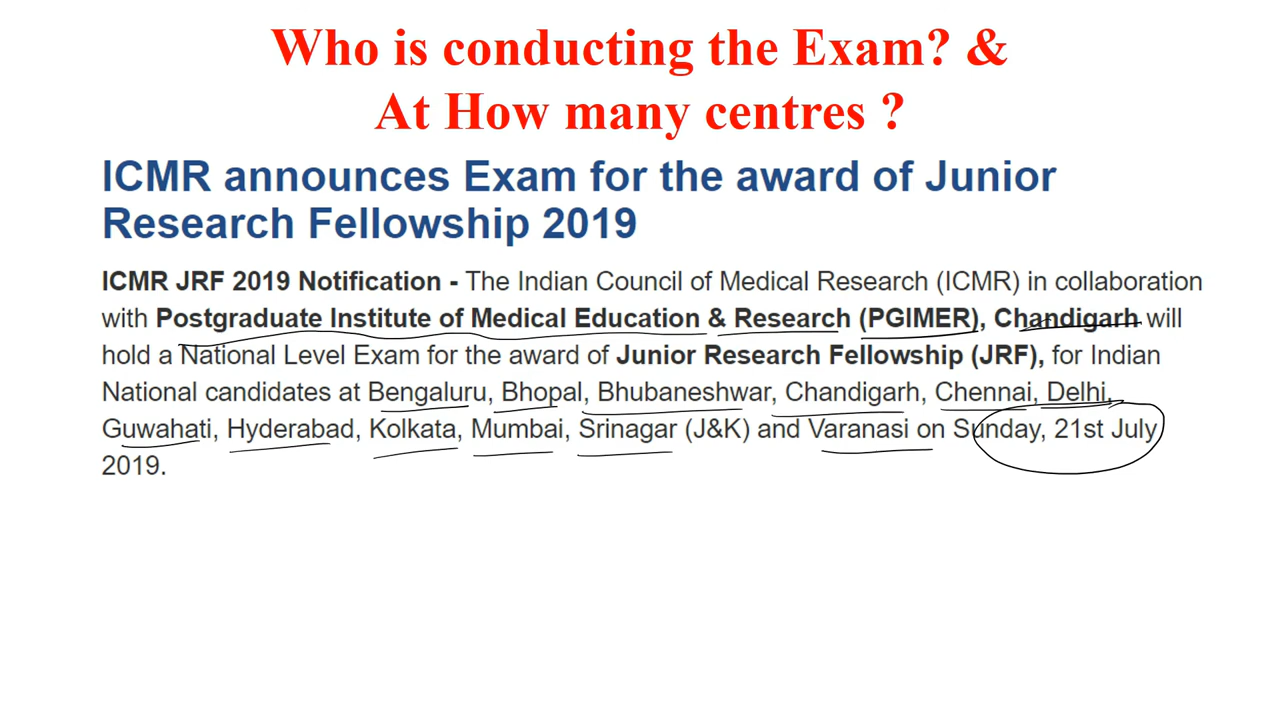 Who is conducting the Exam? &
At How many centres ?
ICMR announces Exam for the award of Junior
Research Fellowship 2019
ICMR JRF 2019 Notification - The Indian Council of Medical Research (ICMR) in collaboration
with Postgraduate Institute of Medical Education & Research (PGIMER), Chandigarh will
hold a National Level Exam for the award of Junior Research Fellowship (JRF), for Indian
National candidates at Bengaluru, Bhopal, Bhubaneshwar, Chandigarh, Chennai, Delhi,
Guwahati, Hyderabad, Kolkata, Mumbai, Srinagar (J&K) and Varanasi on Sunday, 21st July
2019.